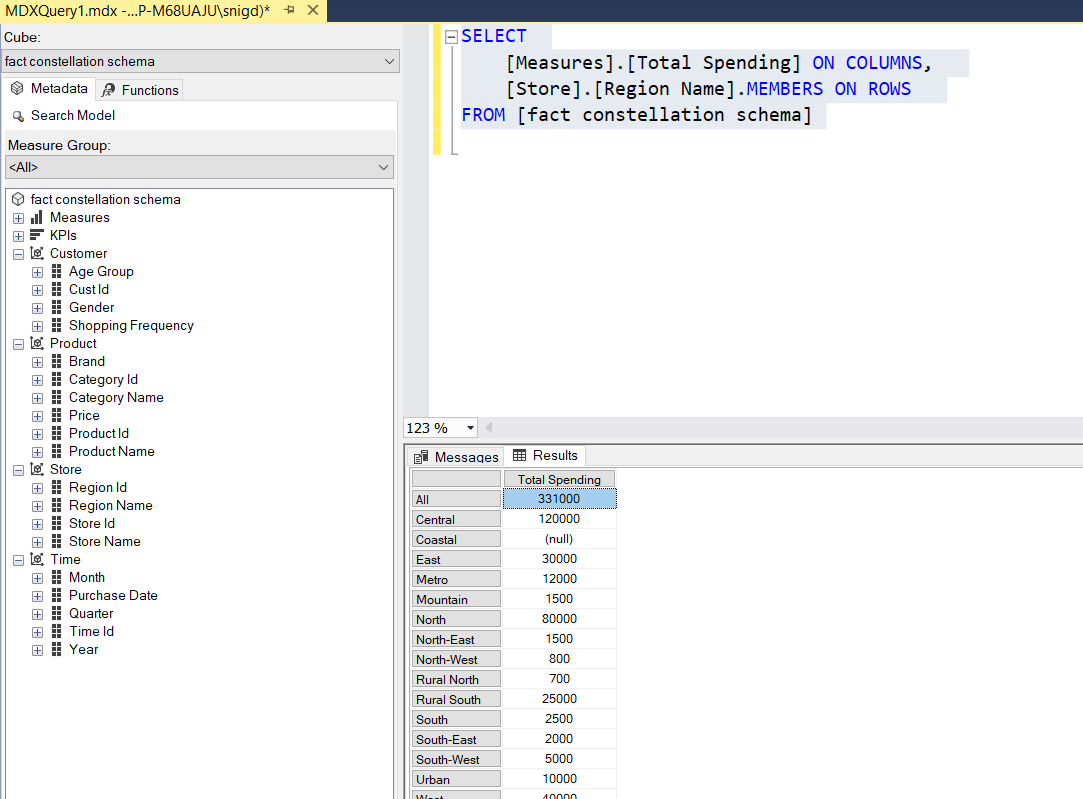 MDXQuery1.mdx -...P-M68UAJU\snigd)*
Cube:
fact constellation schema
Metadata
Functions
Search Model
Measure Group:
<All>
fact constellation schema
Measures
KPIs
Customer
Age Group
Cust Id
Gender
Shopping Frequency
Product
Brand
Category Id
Category Name
Price
Product Id
Product Name
Store
Region Id
Region Name
Store Id
Store Name
Time
Month
Purchase Date
Quarter
Time Id
Year
SELECT
[Measures].[Total Spending] ON COLUMNS,
[Store].[Region Name].MEMBERS ON ROWS
FROM [fact constellation schema]
123 %
Messages
Results
Total Spending
All 331000
Central 120000
Coastal (null)
East 30000
Metro 12000
Mountain 1500
North 80000
North-East 1500
North-West 800
Rural North 700
Rural South 25000
South 2500
South-East 2000
South-West 5000
Urban 10000
West 40000